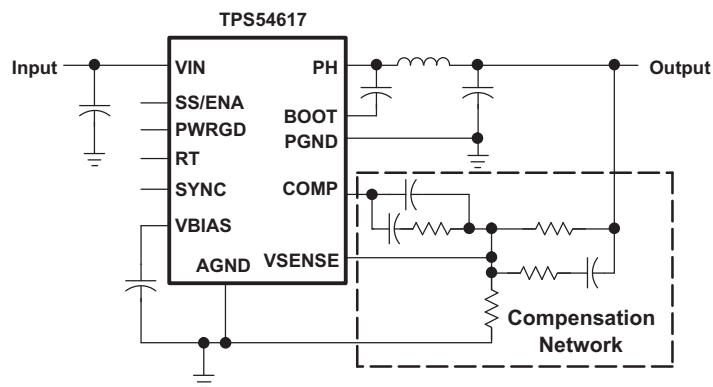 TPS54617
Input
VIN
PH
Output
SS/ENA
BOOT
PWRGD
PGND
RT
SYNC
COMP
VBIAS
VSENSE
AGND
Compensation
Network